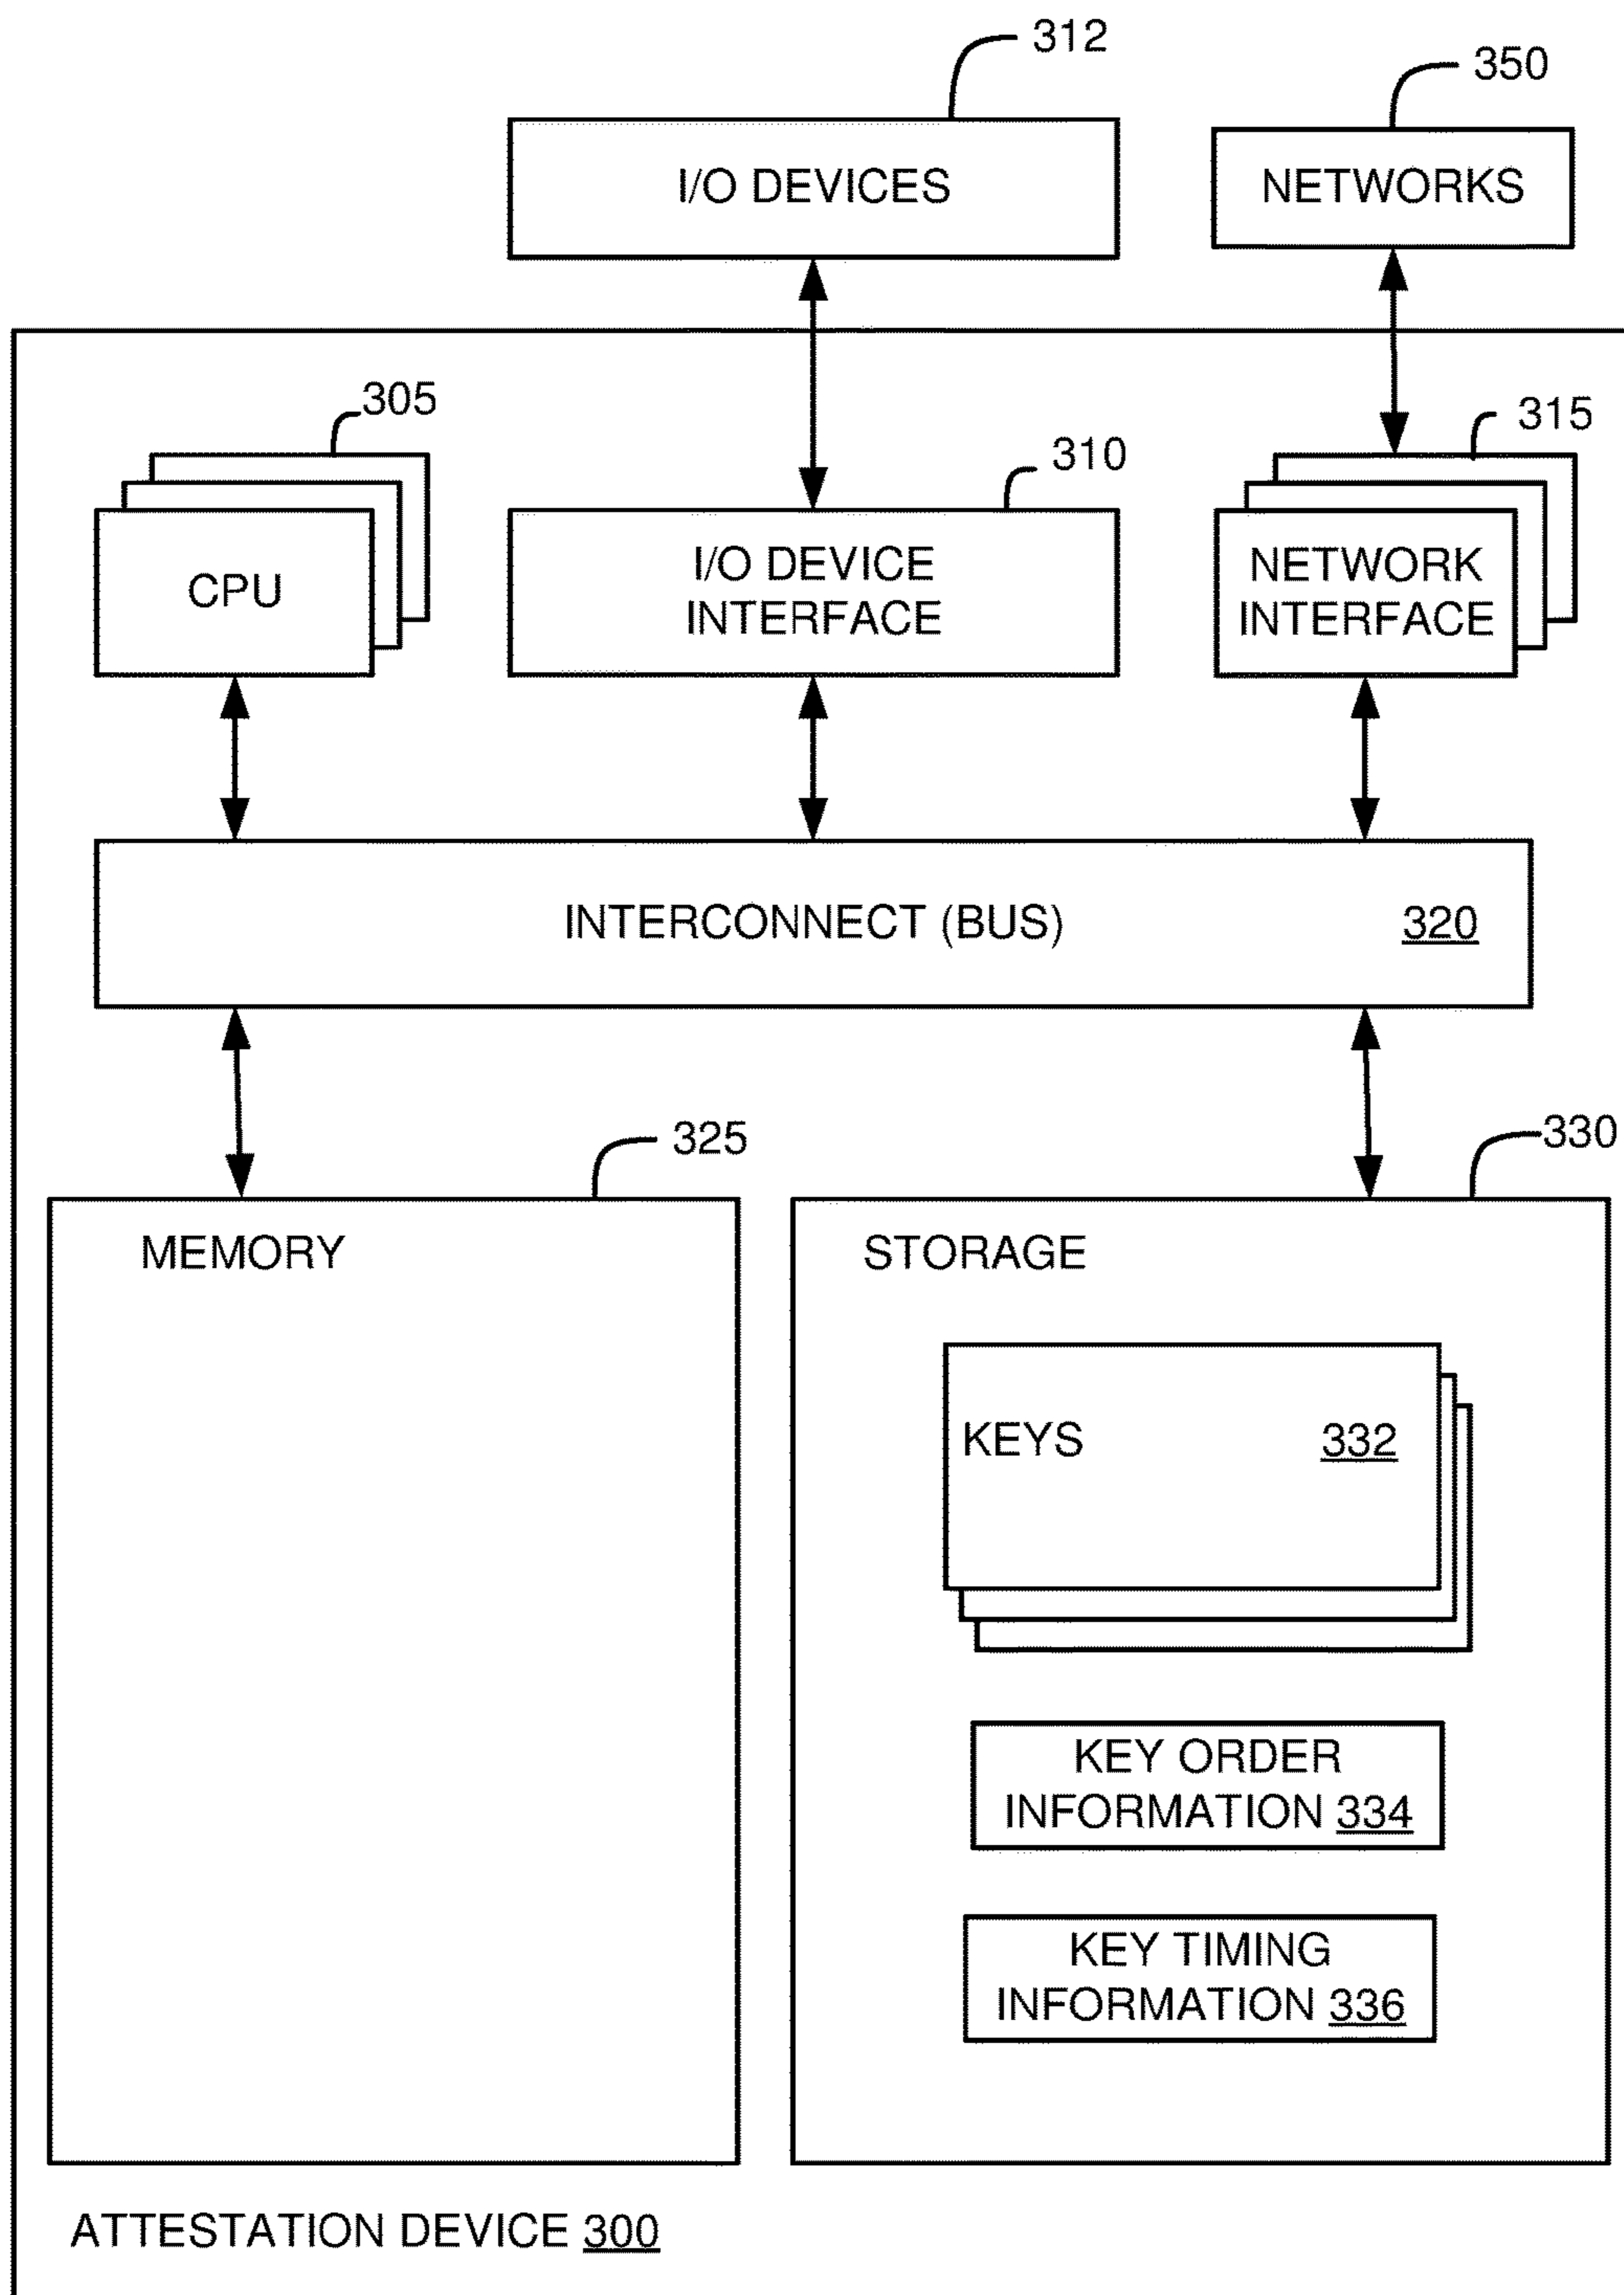 312
350
I/O DEVICES
NETWORKS
305
310
315
CPU
I/O DEVICE
INTERFACE
NETWORK
INTERFACE
INTERCONNECT (BUS) 320
325
330
MEMORY
STORAGE
KEYS 332
KEY ORDER
INFORMATION 334
KEY TIMING
INFORMATION 336
ATTESTATION DEVICE 300